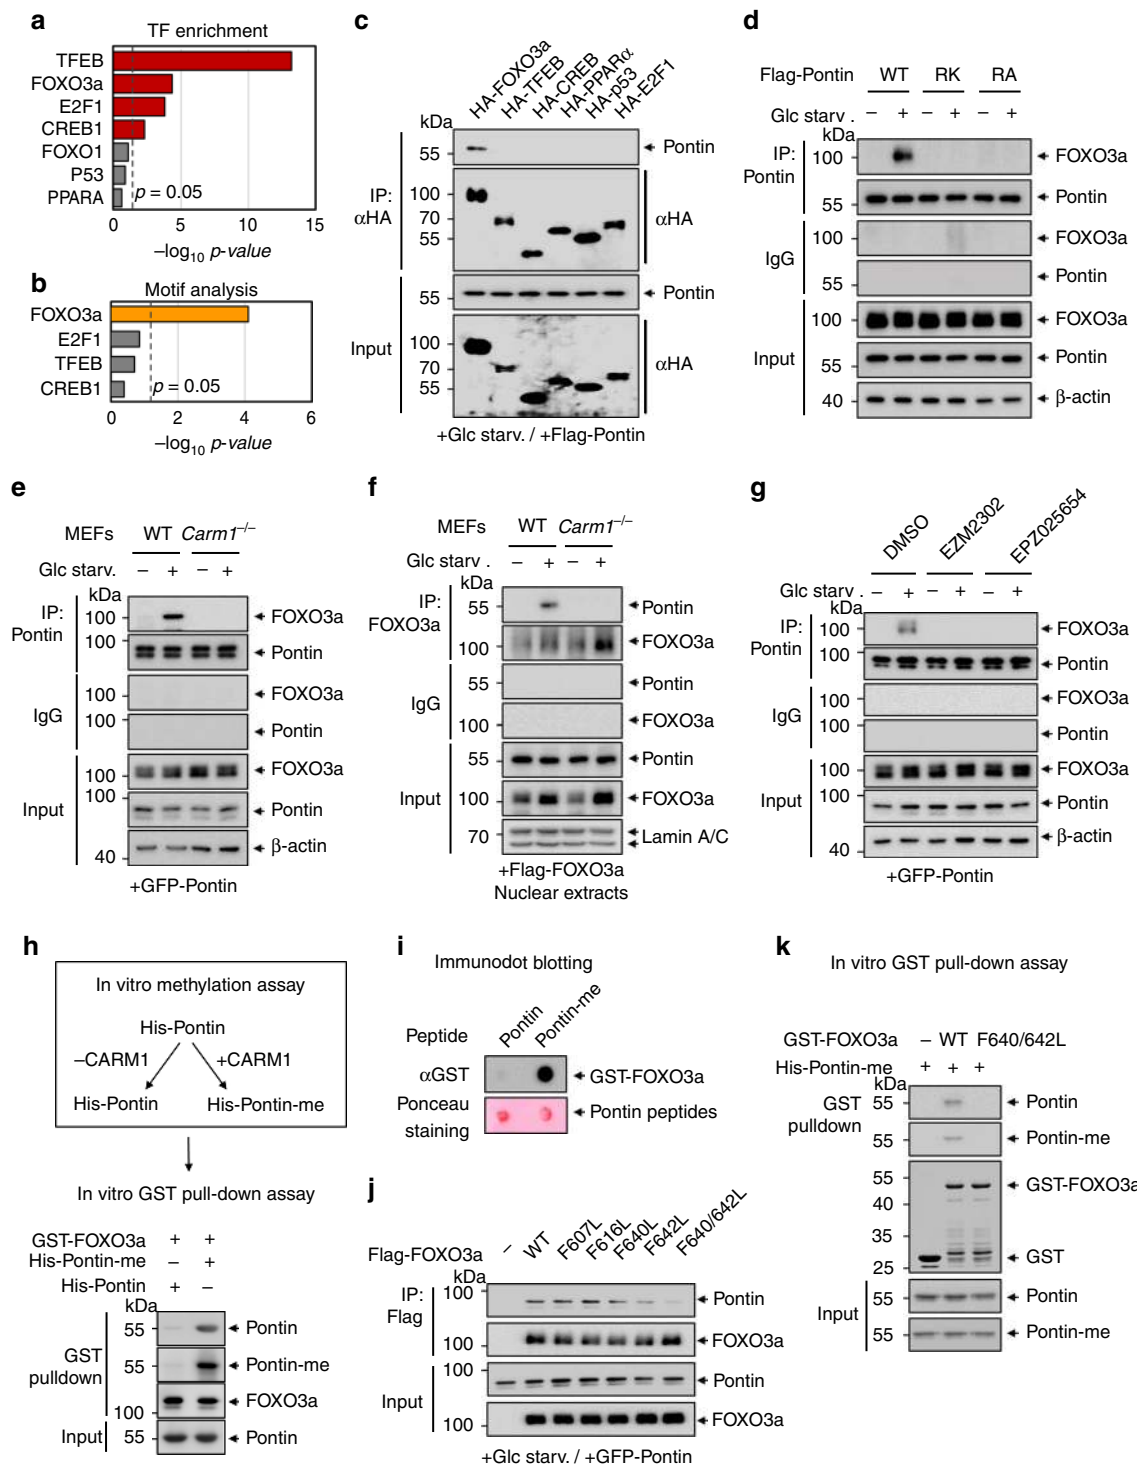 a
TF enrichment
TFEB
FOXO3a
E2F1
CREB1
FOXO1
P53
PPARA
p = 0.05
0 5 10 15
–log10 p-value
b
Motif analysis
FOXO3a
E2F1
TFEB
CREB1
p = 0.05
0 2 4 6
–log10 p-value
c
HA-FOXO3a
HA-TFEB
HA-CREB
HA-PPARα
HA-p53
HA-E2F1
kDa
55
Pontin
IP:
αHA
100
70
55
αHA
55
Pontin
Input
100
70
55
αHA
+Glc starv. / +Flag-Pontin
d
Flag-Pontin WT RK RA
Glc starv . – + – + – +
kDa
IP:
Pontin
100 FOXO3a
55 Pontin
IgG
100 FOXO3a
55 Pontin
Input
100 FOXO3a
55 Pontin
40 β-actin
e
MEFs WT Carm1–/–
Glc starv. – + – +
kDa
IP:
Pontin
100 FOXO3a
100 Pontin
IgG
100 FOXO3a
100 Pontin
Input
100 FOXO3a
100 Pontin
40 β-actin
+GFP-Pontin
f
MEFs WT Carm1–/–
Glc starv . – + – +
kDa
IP:
FOXO3a
55 Pontin
100 FOXO3a
IgG
55 Pontin
100 FOXO3a
Input
55 Pontin
100 FOXO3a
70 Lamin A/C
+Flag-FOXO3a
Nuclear extracts
g
DMSO
EZM2302
EPZ025654
Glc starv . – + – + – +
kDa
IP:
Pontin
100 FOXO3a
100 Pontin
IgG
100 FOXO3a
100 Pontin
Input
100 FOXO3a
100 Pontin
40 β-actin
+GFP-Pontin
h
In vitro methylation assay
His-Pontin
–CARM1 +CARM1
His-Pontin His-Pontin-me
In vitro GST pull-down assay
GST-FOXO3a + +
His-Pontin-me – +
His-Pontin + –
kDa
GST
pulldown
55 Pontin
55 Pontin-me
100 FOXO3a
Input 55 Pontin
i
Immunodot blotting
Peptide Pontin Pontin-me
αGST GST-FOXO3a
Ponceau
staining
Pontin peptides
j
Flag-FOXO3a – WT F607L F616L F640L F642L F640/642L
kDa
IP:
Flag
100 Pontin
100 FOXO3a
Input
100 Pontin
100 FOXO3a
+Glc starv. / +GFP-Pontin
k
In vitro GST pull-down assay
GST-FOXO3a – WT F640/642L
His-Pontin-me + + +
kDa
GST
pulldown
55 Pontin
55 Pontin-me
55 GST-FOXO3a
40
35
25 GST
Input
55 Pontin
55 Pontin-me